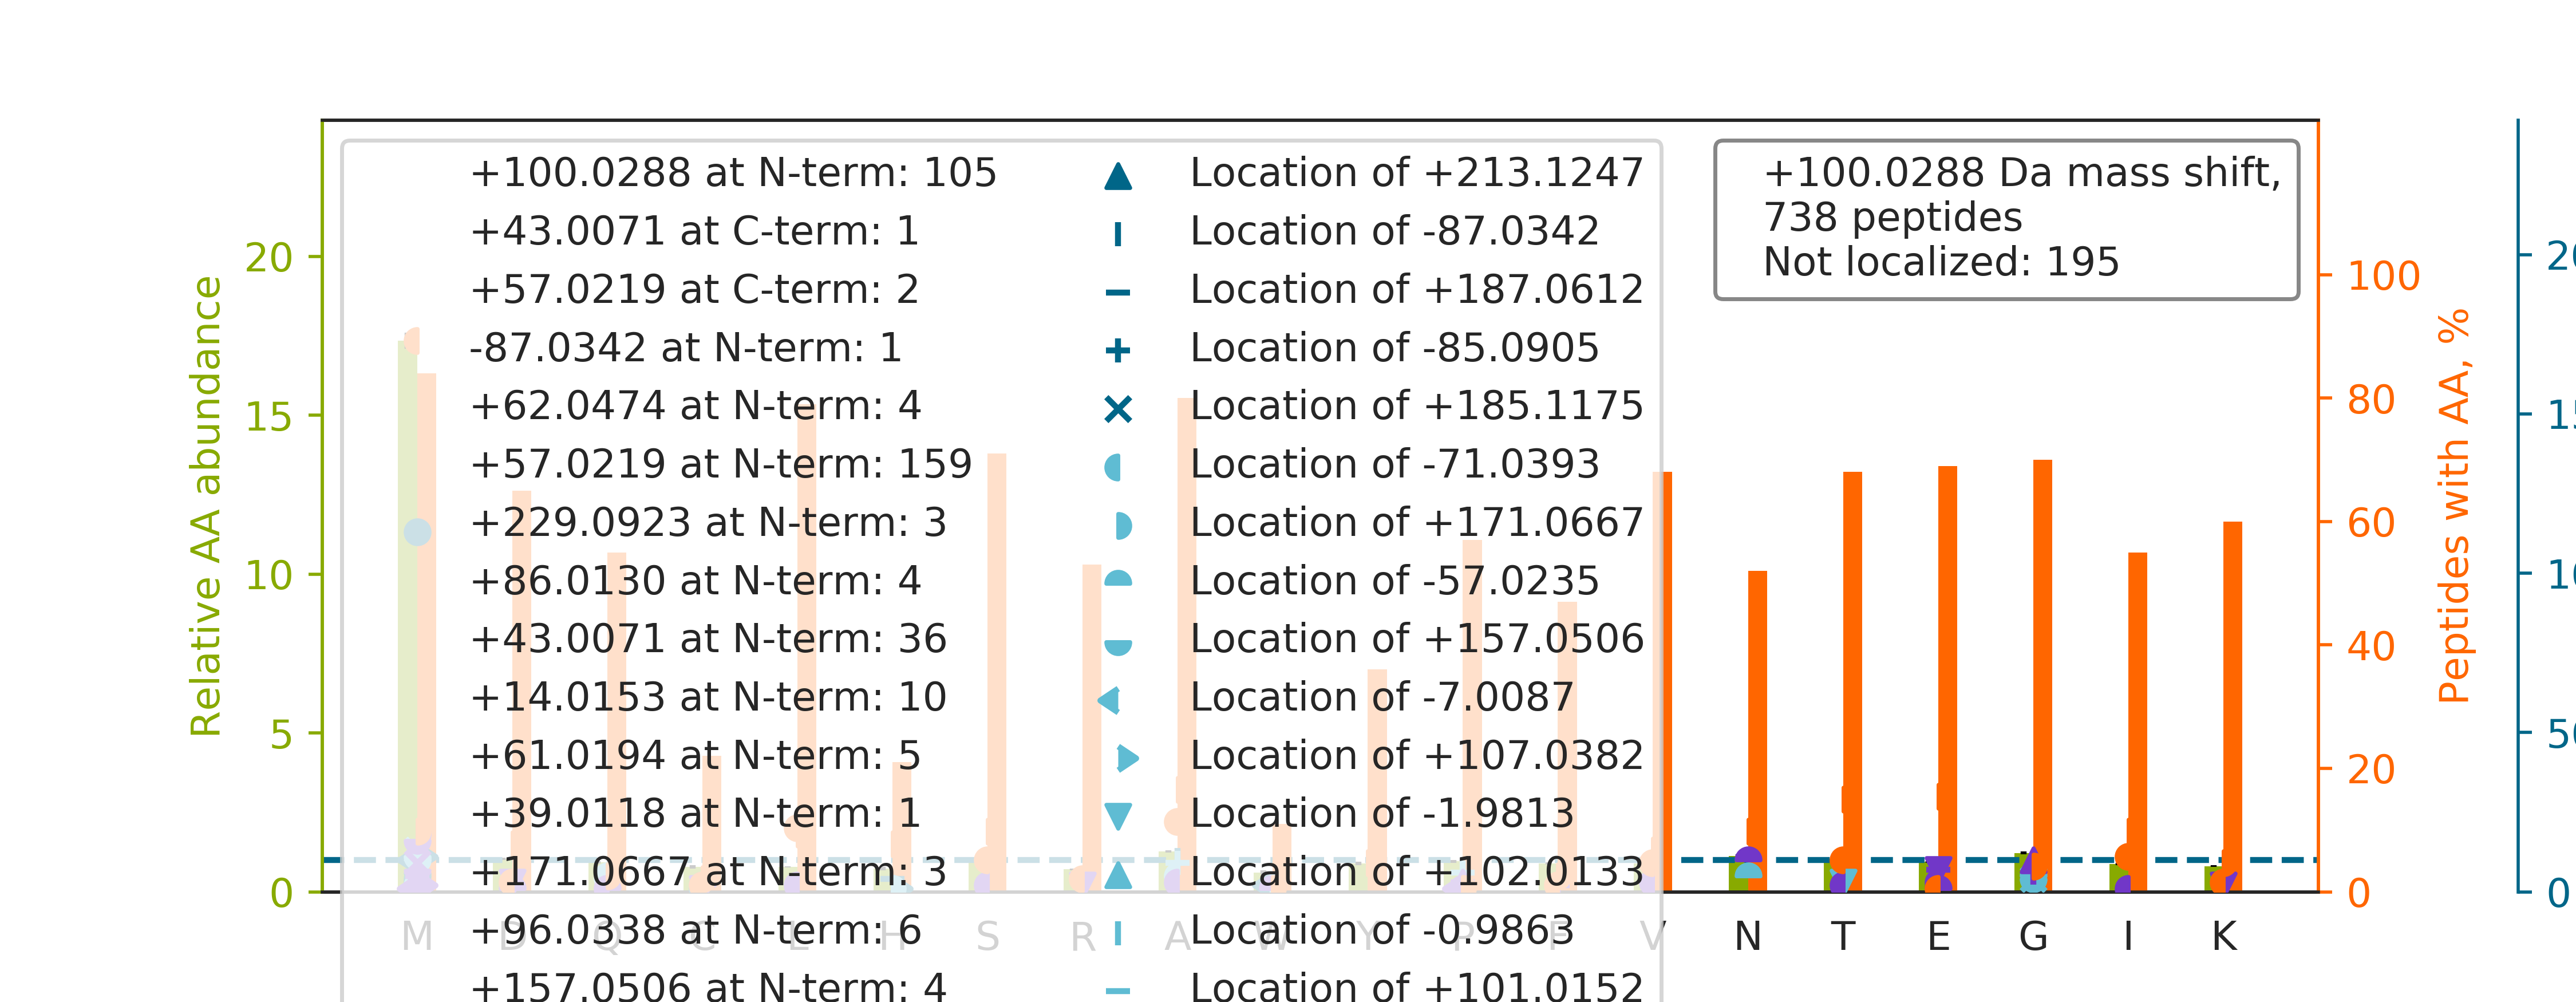 +100.0288 at N-term: 105
+43.0071 at C-term: 1
+57.0219 at C-term: 2
-87.0342 at N-term: 1
+62.0474 at N-term: 4
+57.0219 at N-term: 159
+229.0923 at N-term: 3
+86.0130 at N-term: 4
+43.0071 at N-term: 36
+14.0153 at N-term: 10
+61.0194 at N-term: 5
+39.0118 at N-term: 1
+171.0667 at N-term: 3
+96.0338 at N-term: 6
+157.0506 at N-term: 4
Location of +213.1247
Location of -87.0342
Location of +187.0612
Location of -85.0905
Location of +185.1175
Location of -71.0393
Location of +171.0667
Location of -57.0235
Location of +157.0506
Location of -7.0087
Location of +107.0382
Location of -1.9813
Location of +102.0133
Location of -0.9863
Location of +101.0152
+100.0288 Da mass shift,
738 peptides
Not localized: 195
Relative AA abundance
20
15
10
5
0
M D Q C L H S R A W Y P F V N T E G I K
100
80
60
40
20
0
Peptides with AA, %
0